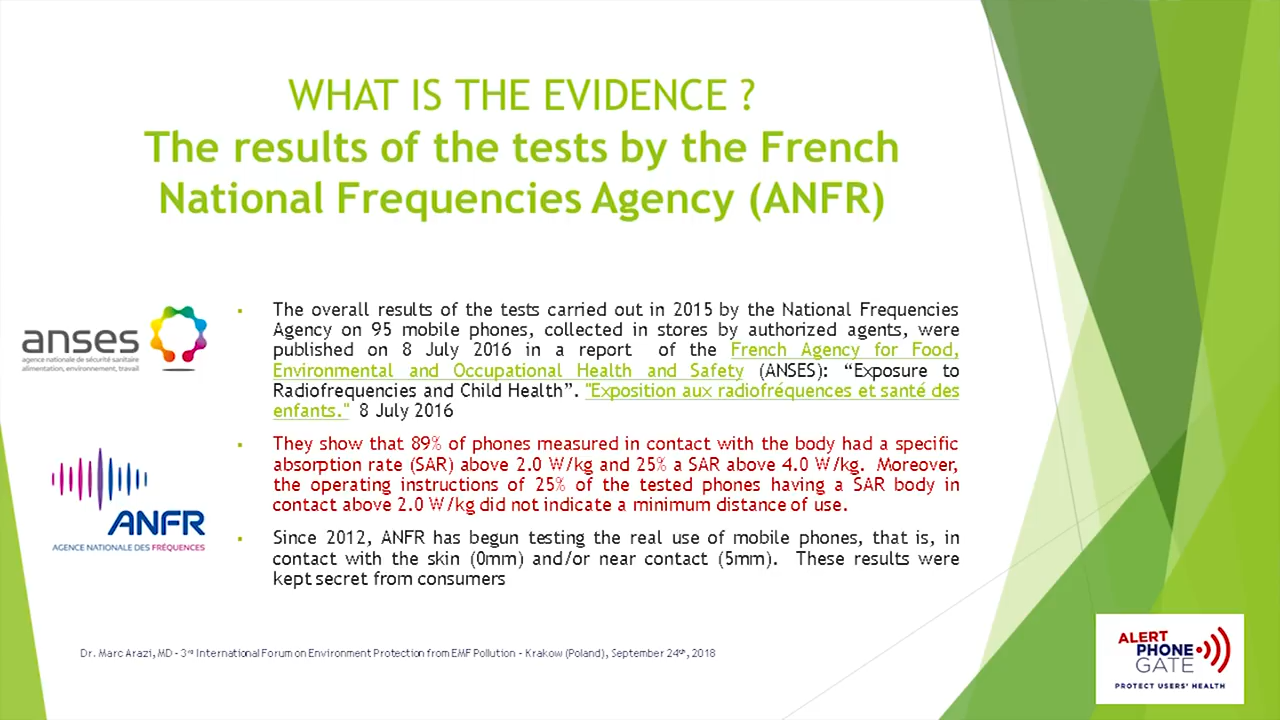 WHAT IS THE EVIDENCE ?
The results of the tests by the French
National Frequencies Agency (ANFR)
anses
agence nationale de sécurité sanitaire
alimentation, environnement, travail
▪ The overall results of the tests carried out in 2015 by the National Frequencies
Agency on 95 mobile phones, collected in stores by authorized agents, were
published on 8 July 2016 in a report of the French Agency for Food,
Environmental and Occupational Health and Safety (ANSES): “Exposure to
Radiofrequencies and Child Health”. "Exposition aux radiofréquences et santé des
enfants." 8 July 2016
▪ They show that 89% of phones measured in contact with the body had a specific
absorption rate (SAR) above 2.0 W/kg and 25% a SAR above 4.0 W/kg. Moreover,
the operating instructions of 25% of the tested phones having a SAR body in
contact above 2.0 W/kg did not indicate a minimum distance of use.
ANFR
AGENCE NATIONALE DES FRÉQUENCES
▪ Since 2012, ANFR has begun testing the real use of mobile phones, that is, in
contact with the skin (0mm) and/or near contact (5mm). These results were
kept secret from consumers
Dr. Marc Arazi, MD - 3rd International Forum on Environment Protection from EMF Pollution - Krakow (Poland), September 24th, 2018
ALERT
PHONE
GATE
PROTECT USERS' HEALTH